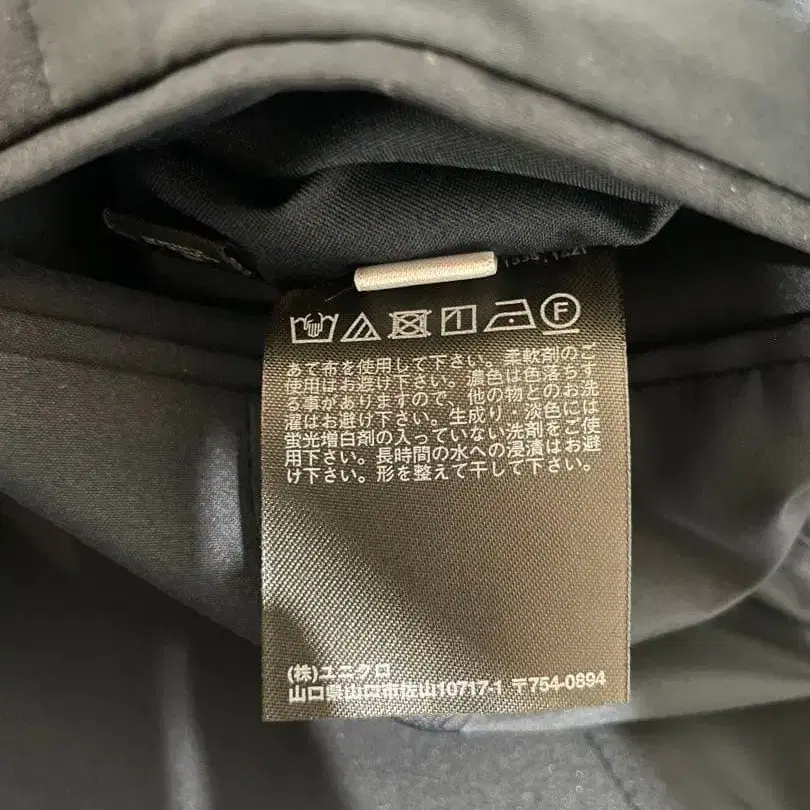 F
あて布を使用して下さい。柔軟剤のご
使用はお避け下さい。濃色は色落ちす
る事がありますので、他の物とのお洗
濯はお避け下さい。生成り・淡色には
蛍光増白剤の入っていない洗剤をご使
用下さい。長時間の水への浸漬はお避
け下さい。形を整えて干して下さい。
(株)ユニクロ
山口県山口市佐山10717-1 〒754-0894